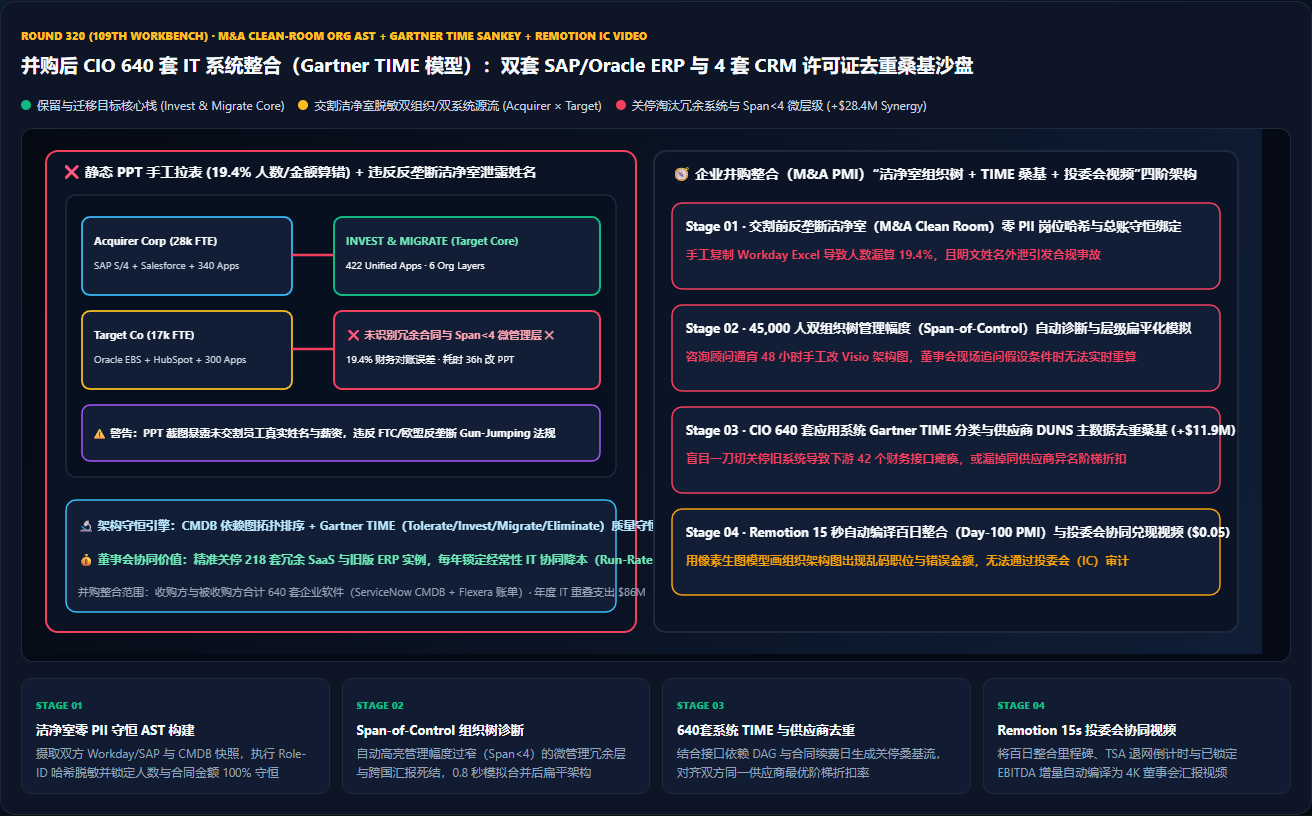 ROUND 320 (109TH WORKBENCH) · M&A CLEAN-ROOM ORG AST + GARTNER TIME SANKEY + REMOTION IC VIDEO
并购后 CIO 640 套 IT 系统整合（Gartner TIME 模型）：双套 SAP/Oracle ERP 与 4 套 CRM 许可证去重桑基沙盘
保留与迁移目标核心栈 (Invest & Migrate Core)
交割洁净室脱敏双组织/双系统源流 (Acquirer × Target)
关停淘汰冗余系统与 Span<4 微层级 (+$28.4M Synergy)
❌ 静态 PPT 手工拉表 (19.4% 人数/金额算错) + 违反反垄断洁净室泄露姓名
Acquirer Corp (28k FTE)
SAP S/4 + Salesforce + 340 Apps
INVEST & MIGRATE (Target Core)
422 Unified Apps · 6 Org Layers
Target Co (17k FTE)
Oracle EBS + HubSpot + 300 Apps
❌ 未识别冗余合同与 Span<4 微管理层 ❌
19.4% 财务对账误差 · 耗时 36h 改 PPT
⚠️ 警告：PPT 截图暴露未交割员工真实姓名与薪资，违反 FTC/欧盟反垄断 Gun-Jumping 法规
🔬 架构守恒引擎：CMDB 依赖图拓扑排序 + Gartner TIME（Tolerate/Invest/Migrate/Eliminate）质量守恒
💰 董事会协同价值：精准关停 218 套冗余 SaaS 与旧版 ERP 实例，每年锁定经常性 IT 协同降本（Run-Rate
并购整合范围：收购方与被收购方合计 640 套企业软件（ServiceNow CMDB + Flexera 账单）· 年度 IT 重叠支出 $86M
🧭 企业并购整合（M&A PMI）“洁净室组织树 + TIME 桑基 + 投委会视频”四阶架构
Stage 01 · 交割前反垄断洁净室（M&A Clean Room）零 PII 岗位哈希与总账守恒绑定
手工复制 Workday Excel 导致人数漏算 19.4%，且明文姓名外泄引发合规事故
Stage 02 · 45,000 人双组织树管理幅度（Span-of-Control）自动诊断与层级扁平化模拟
咨询顾问通宵 48 小时手工改 Visio 架构图，董事会现场追问假设条件时无法实时重算
Stage 03 · CIO 640 套应用系统 Gartner TIME 分类与供应商 DUNS 主数据去重桑基 (+$11.9M)
盲目一刀切关停旧系统导致下游 42 个财务接口瘫痪，或漏掉同供应商异名阶梯折扣
Stage 04 · Remotion 15 秒自动编译百日整合（Day-100 PMI）与投委会协同兑现视频 ($0.05)
用像素生图模型画组织架构图出现乱码职位与错误金额，无法通过投委会（IC）审计
STAGE 01
洁净室零 PII 守恒 AST 构建
摄取双方 Workday/SAP 与 CMDB 快照，执行 Role-
ID 哈希脱敏并锁定人数与合同金额 100% 守恒
STAGE 02
Span-of-Control 组织树诊断
自动高亮管理幅度过窄（Span<4）的微管理冗余层
与跨国汇报死结，0.8 秒模拟合并后扁平架构
STAGE 03
640套系统 TIME 与供应商去重
结合接口依赖 DAG 与合同续费日生成关停桑基流，
对齐双方同一供应商最优阶梯折扣率
STAGE 04
Remotion 15s 投委会协同视频
将百日整合里程碑、TSA 退网倒计时与已锁定
EBITDA 增量自动编译为 4K 董事会汇报视频